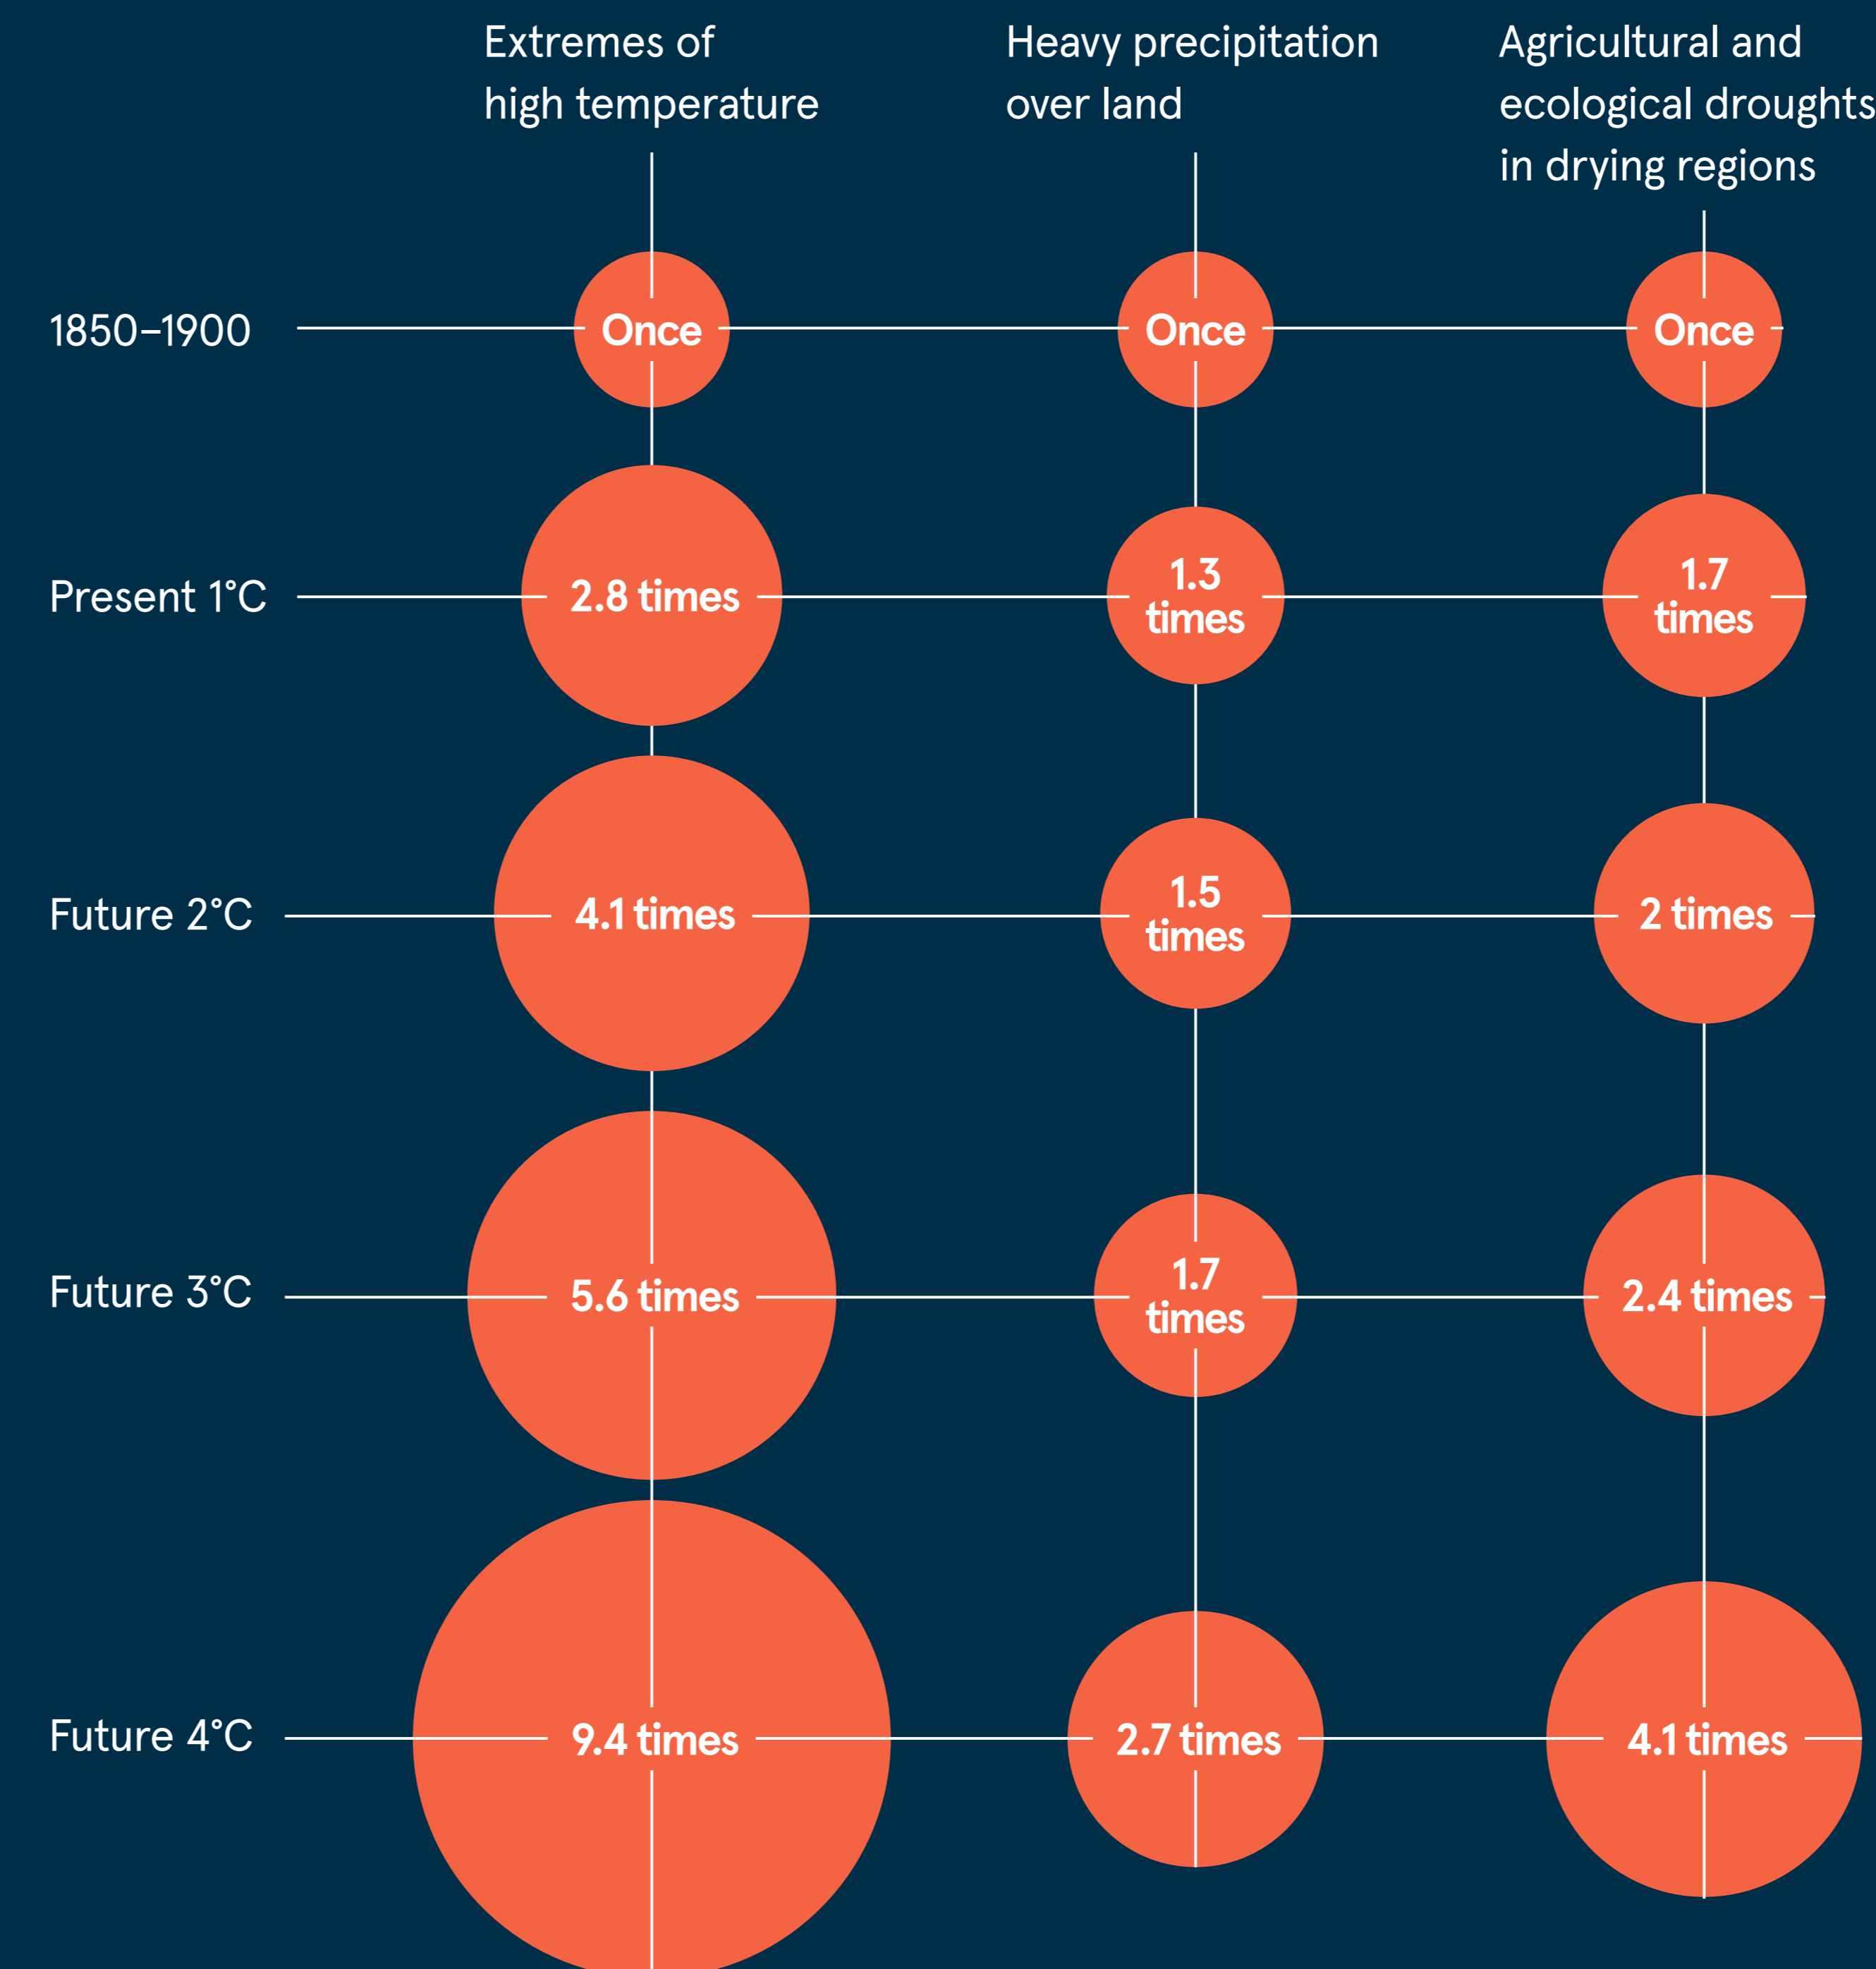 Extremes of
high temperature
Heavy precipitation
over land
Agricultural and
ecological droughts
in drying regions
1850–1900
Once
Once
Once
Present 1°C
2.8 times
1.3
times
1.7
times
Future 2°C
4.1 times
1.5
times
2 times
Future 3°C
5.6 times
1.7
times
2.4 times
Future 4°C
9.4 times
2.7 times
4.1 times